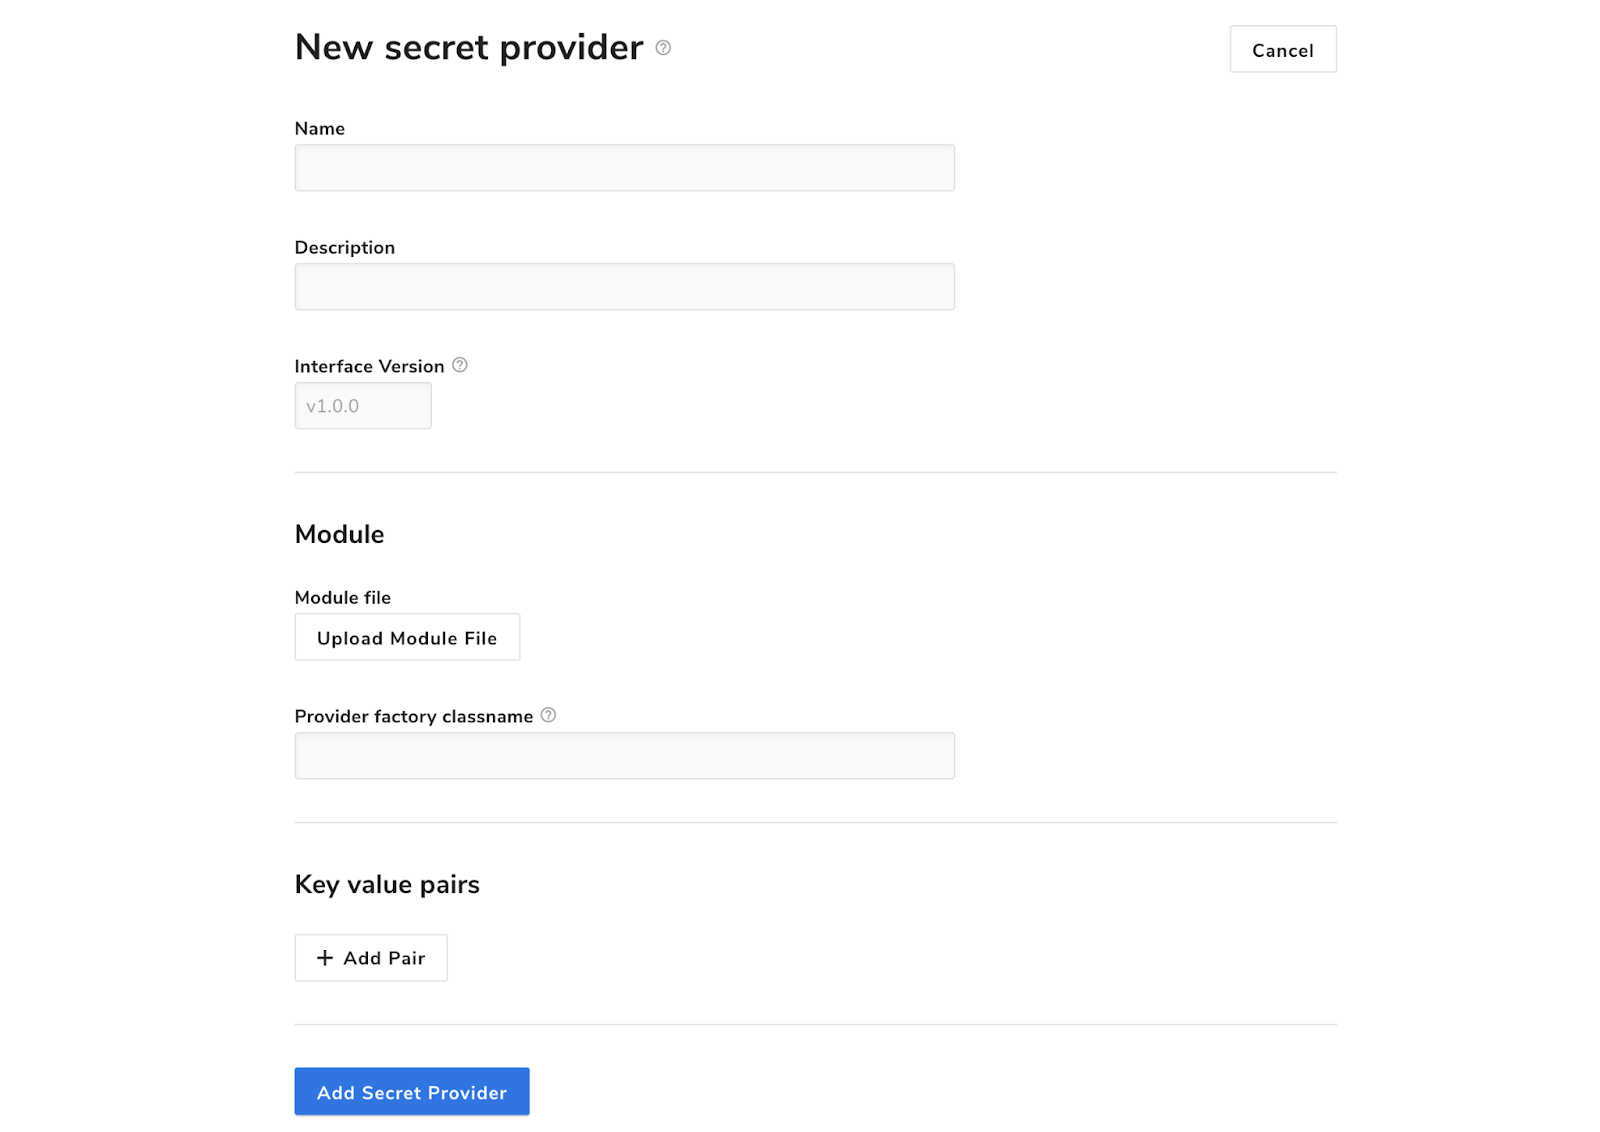 New secret provider
Cancel
Name
Description
Interface Version
v1.0.0
Module
Module file
Upload Module File
Provider factory classname
Key value pairs
+ Add Pair
Add Secret Provider